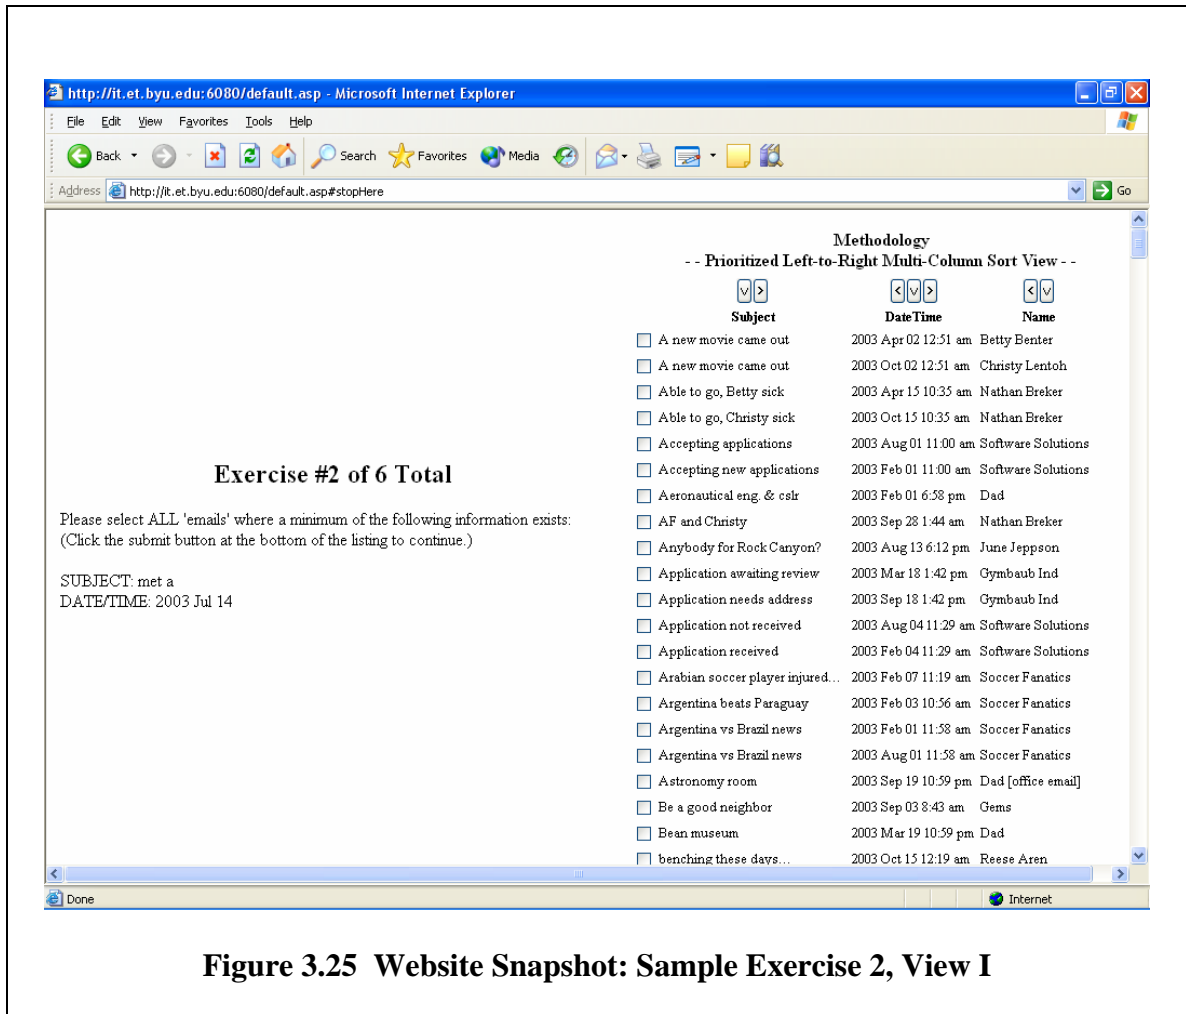 http://it.et.byu.edu:6080/default.asp - Microsoft Internet Explorer
File Edit View Favorites Tools Help
Back Search Favorites Media
Address http://it.et.byu.edu:6080/default.asp#stopHere Go
Methodology
- - Prioritized Left-to-Right Multi-Column Sort View - -
v > < v > < v
Subject DateTime Name
A new movie came out 2003 Apr 02 12:51 am Betty Benter
A new movie came out 2003 Oct 02 12:51 am Christy Lentoh
Able to go, Betty sick 2003 Apr 15 10:35 am Nathan Breker
Able to go, Christy sick 2003 Oct 15 10:35 am Nathan Breker
Accepting applications 2003 Aug 01 11:00 am Software Solutions
Accepting new applications 2003 Feb 01 11:00 am Software Solutions
Aeronautical eng. & cslr 2003 Feb 01 6:58 pm Dad
AF and Christy 2003 Sep 28 1:44 am Nathan Breker
Anybody for Rock Canyon? 2003 Aug 13 6:12 pm June Jeppson
Application awaiting review 2003 Mar 18 1:42 pm Gymbaub Ind
Application needs address 2003 Sep 18 1:42 pm Gymbaub Ind
Application not received 2003 Aug 04 11:29 am Software Solutions
Application received 2003 Feb 04 11:29 am Software Solutions
Arabian soccer player injured... 2003 Feb 07 11:19 am Soccer Fanatics
Argentina beats Paraguay 2003 Feb 03 10:56 am Soccer Fanatics
Argentina vs Brazil news 2003 Feb 01 11:58 am Soccer Fanatics
Argentina vs Brazil news 2003 Aug 01 11:58 am Soccer Fanatics
Astronomy room 2003 Sep 19 10:59 pm Dad [office email]
Be a good neighbor 2003 Sep 03 8:43 am Gems
Bean museum 2003 Mar 19 10:59 pm Dad
benching these days... 2003 Oct 15 12:19 am Reese Aren
Exercise #2 of 6 Total
Please select ALL 'emails' where a minimum of the following information exists:
(Click the submit button at the bottom of the listing to continue.)
SUBJECT: met a
DATE/TIME: 2003 Jul 14
Done Internet
Figure 3.25 Website Snapshot: Sample Exercise 2, View I